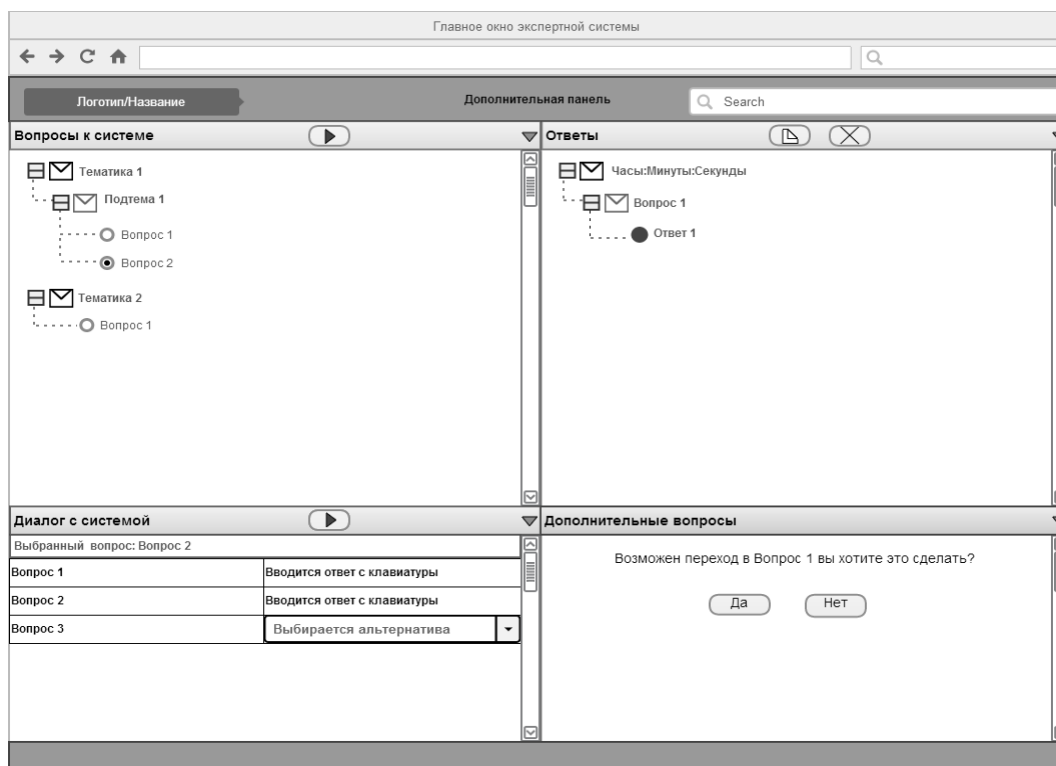 Главное окно экспертной системы
Логотип/Название
Дополнительная панель
Search
Вопросы к системе
Тематика 1
Подтема 1
Вопрос 1
Вопрос 2
Тематика 2
Вопрос 1
Ответы
Часы:Минуты:Секунды
Вопрос 1
Ответ 1
Диалог с системой
Выбранный вопрос: Вопрос 2
Вопрос 1 Вводится ответ с клавиатуры
Вопрос 2 Вводится ответ с клавиатуры
Вопрос 3 Выбирается альтернатива
Дополнительные вопросы
Возможен переход в Вопрос 1 вы хотите это сделать?
Да Нет